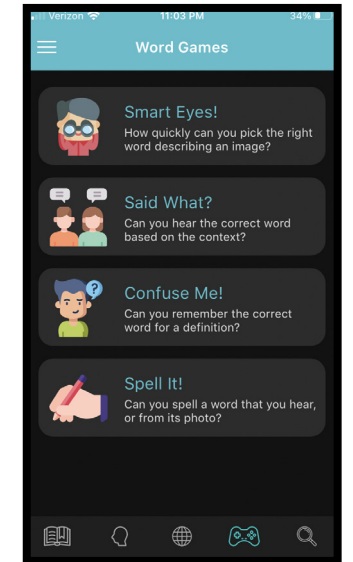 Verizon 11:03 PM 34%
Word Games
Smart Eyes!
How quickly can you pick the right
word describing an image?
Said What?
Can you hear the correct word
based on the context?
Confuse Me!
Can you remember the correct
word for a definition?
?
Spell It!
Can you spell a word that you hear,
or from its photo?